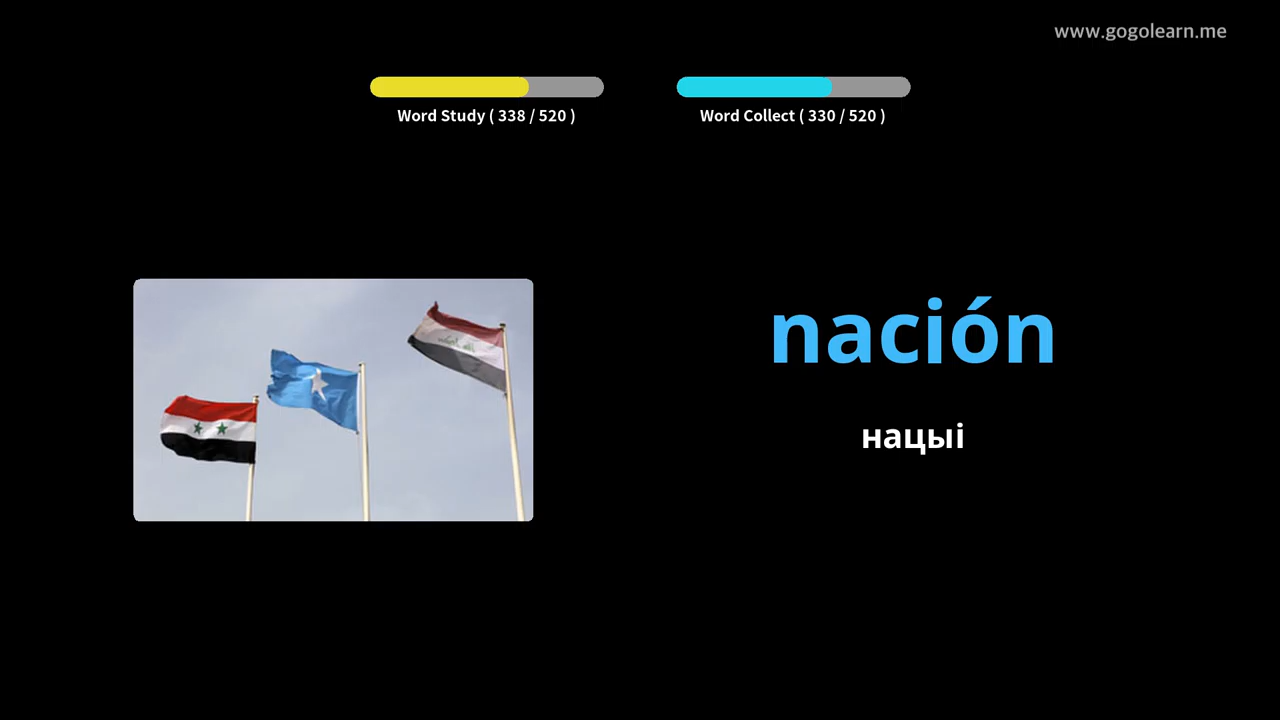 www.gogolearn.me
Word Study ( 338 / 520 )
Word Collect ( 330 / 520 )
nación
нацыі